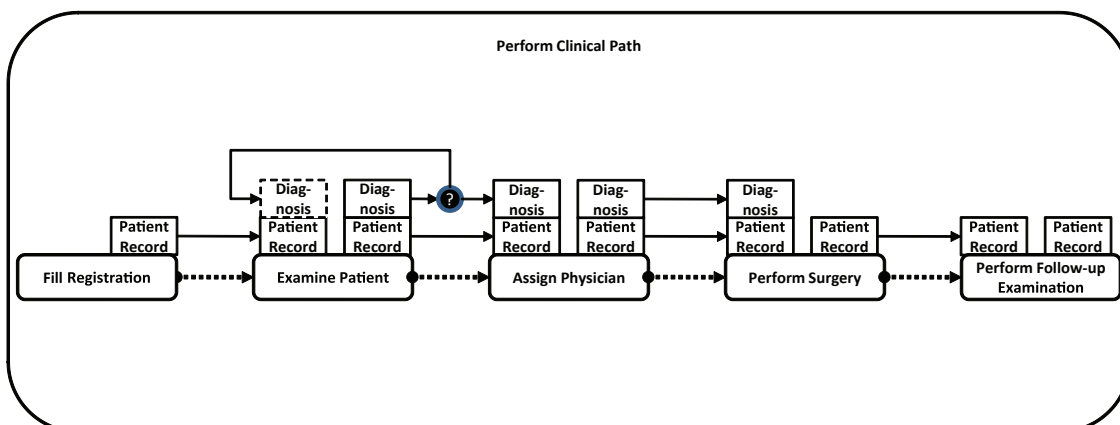 Perform Clinical Path
Diag-
nosis
Diag-
nosis
?
Diag-
nosis
Diag-
nosis
Diag-
nosis
Patient
Record
Patient
Record
Patient
Record
Patient
Record
Patient
Record
Patient
Record
Patient
Record
Patient
Record
Patient
Record
Fill Registration
Examine Patient
Assign Physician
Perform Surgery
Perform Follow-up
Examination